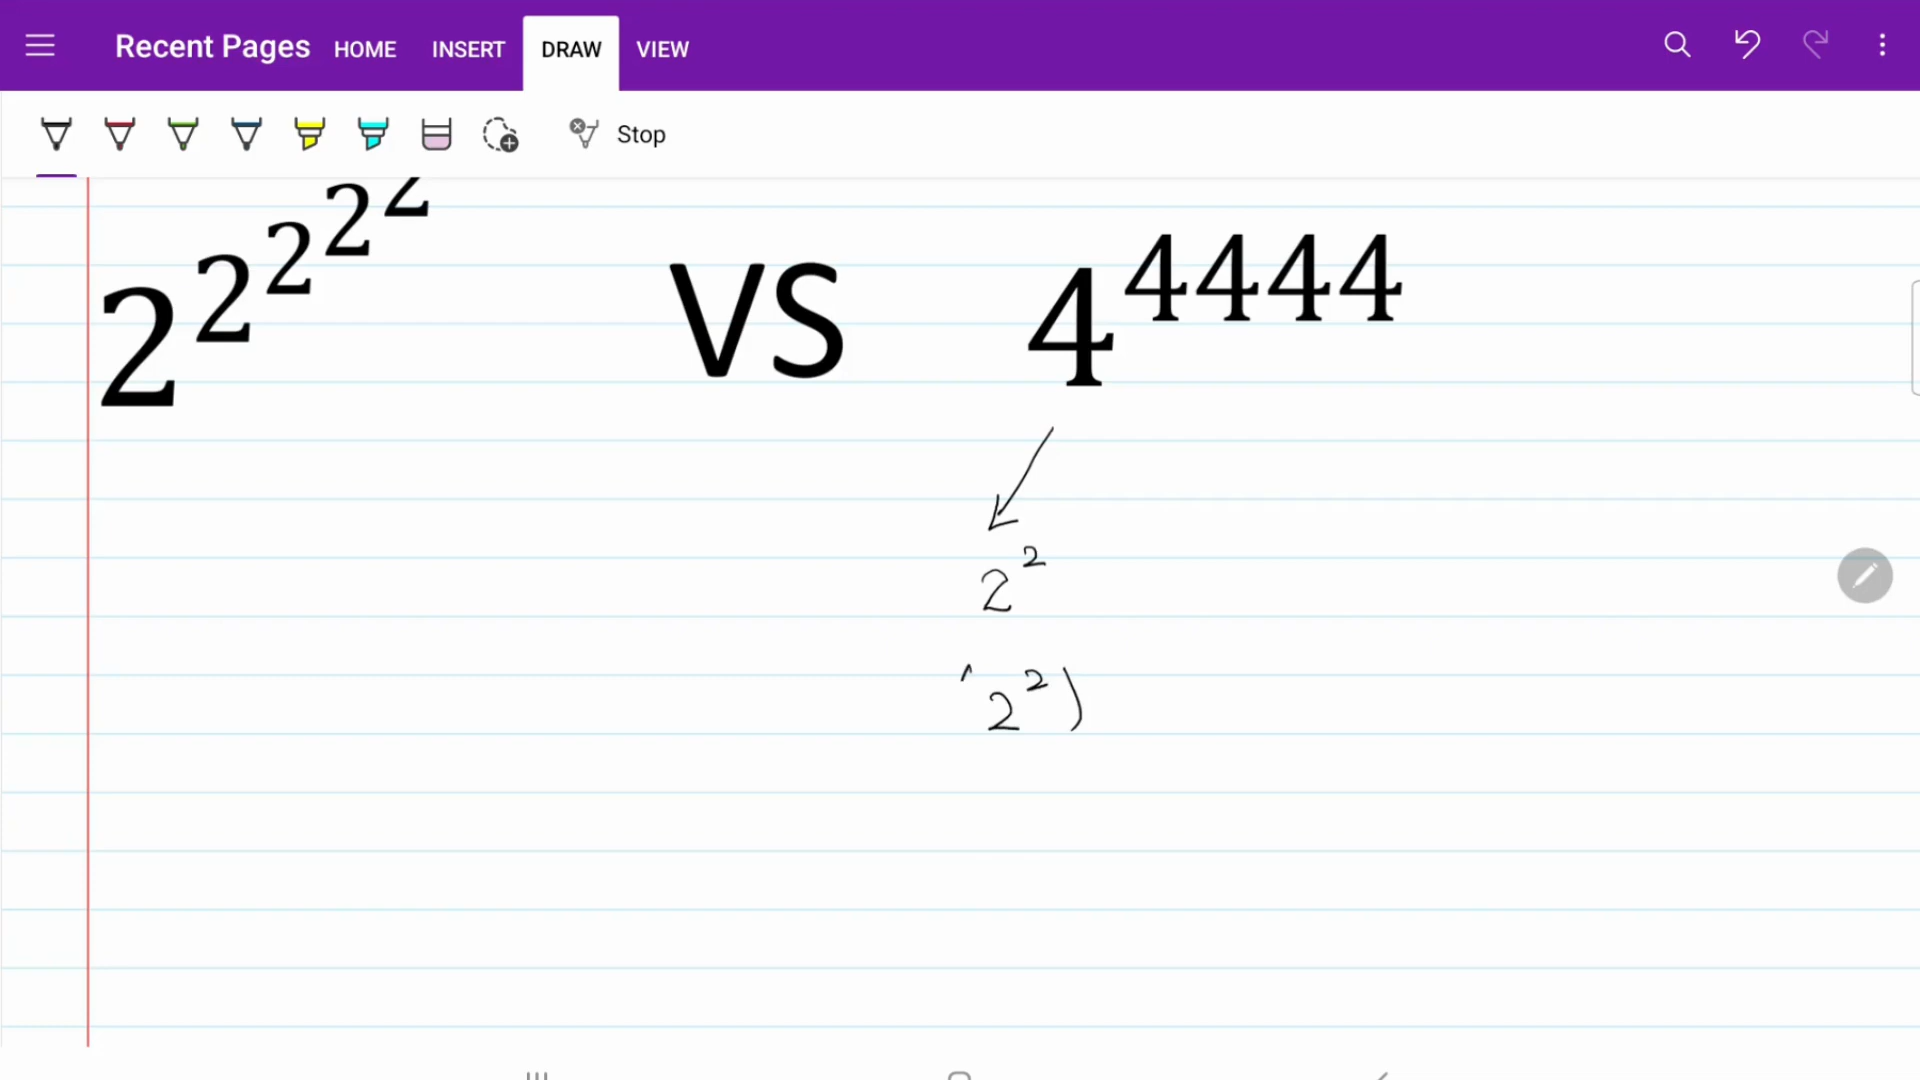 Recent Pages HOME INSERT DRAW VIEW
Stop
2^2^2^2^2 VS 4^4444
2^2
(2^2)